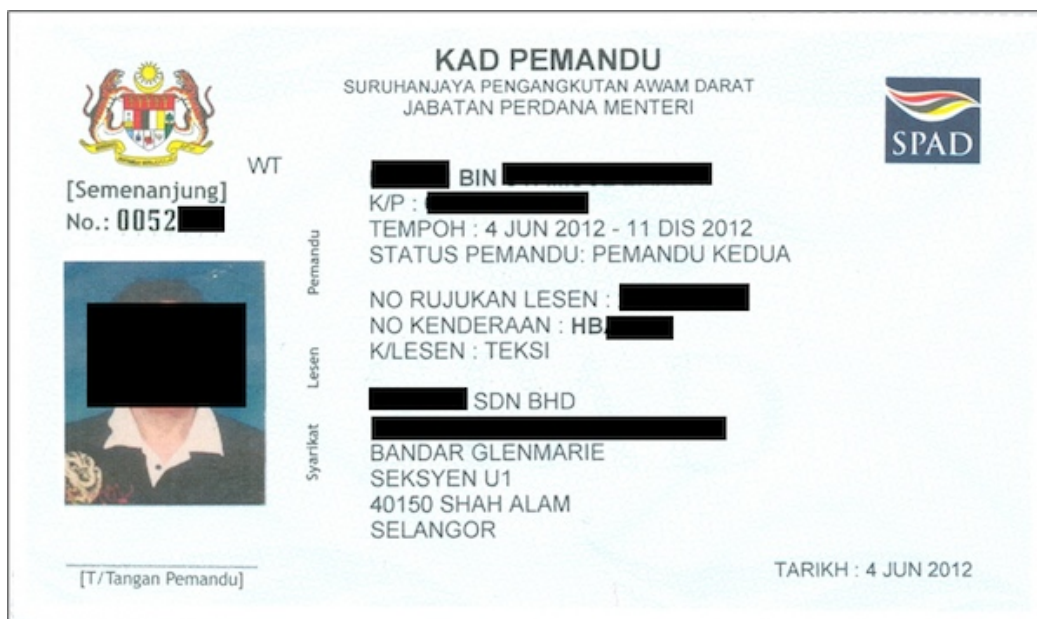 KAD PEMANDU
SURUHANJAYA PENGANGKUTAN AWAM DARAT
JABATAN PERDANA MENTERI
SPAD
WT
[Semenanjung]
No.: 0052
BIN
K/P :
TEMPOH : 4 JUN 2012 - 11 DIS 2012
STATUS PEMANDU: PEMANDU KEDUA
Pemandu
NO RUJUKAN LESEN :
NO KENDERAAN : HB
K/LESEN : TEKSI
Lesen
SDN BHD
BANDAR GLENMARIE
SEKSYEN U1
40150 SHAH ALAM
SELANGOR
Syarikat
[T/Tangan Pemandu]
TARIKH : 4 JUN 2012